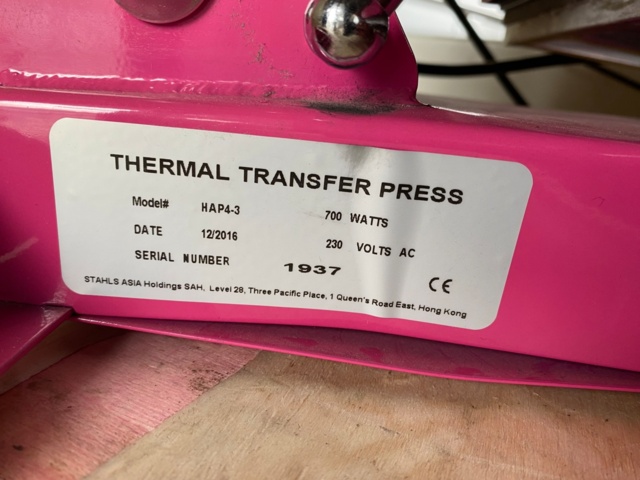 THERMAL TRANSFER PRESS
Model# HAP4-3 700 WATTS
DATE 12/2016 230 VOLTS AC
SERIAL NUMBER 1937
CE
STAHLS ASIA Holdings SAH, Level 28, Three Pacific Place, 1 Queen's Road East, Hong Kong